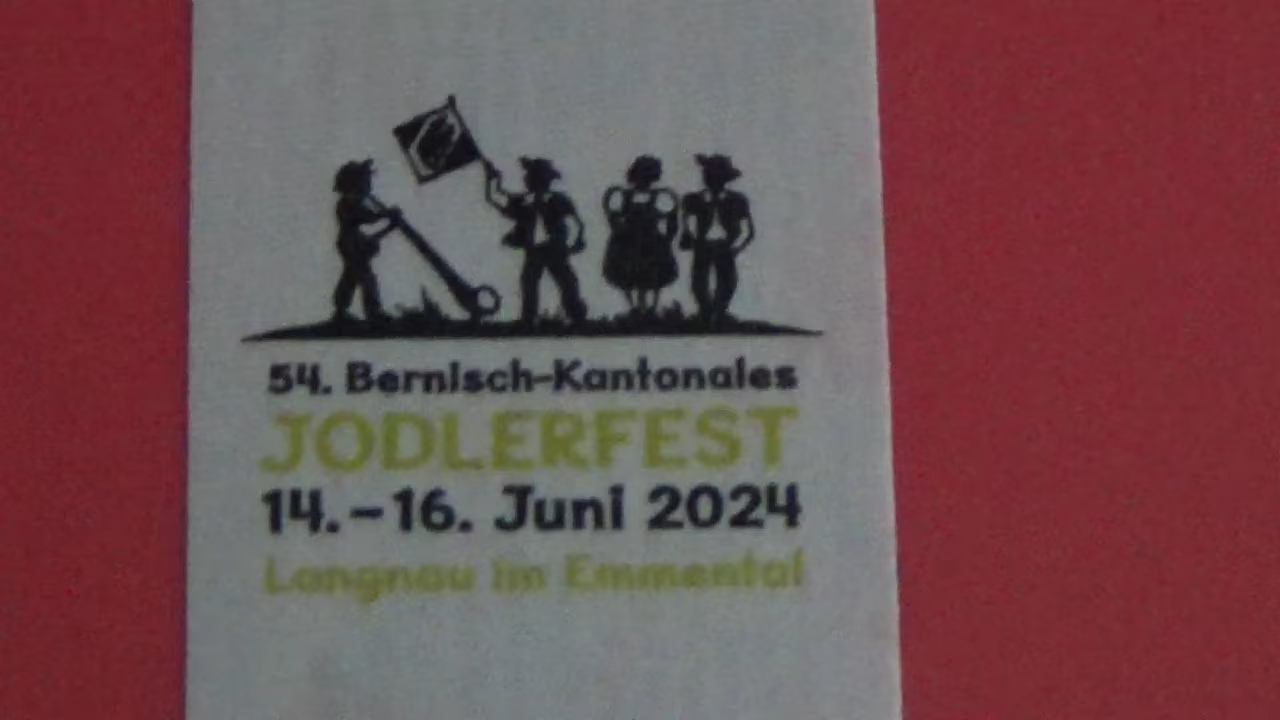 54. Bernisch-Kantonales
JODLERFEST
14.–16. Juni 2024
Langnau im Emmental